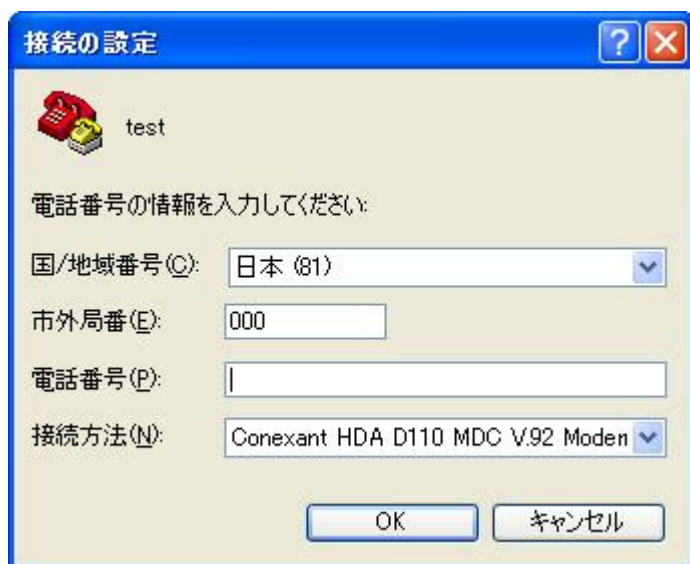 接続の設定
test
電話番号の情報を入力してください:
国/地域番号(C): 日本 (81)
市外局番(E): 000
電話番号(P):
接続方法(N): Conexant HDA D110 MDC V.92 Modem
OK キャンセル